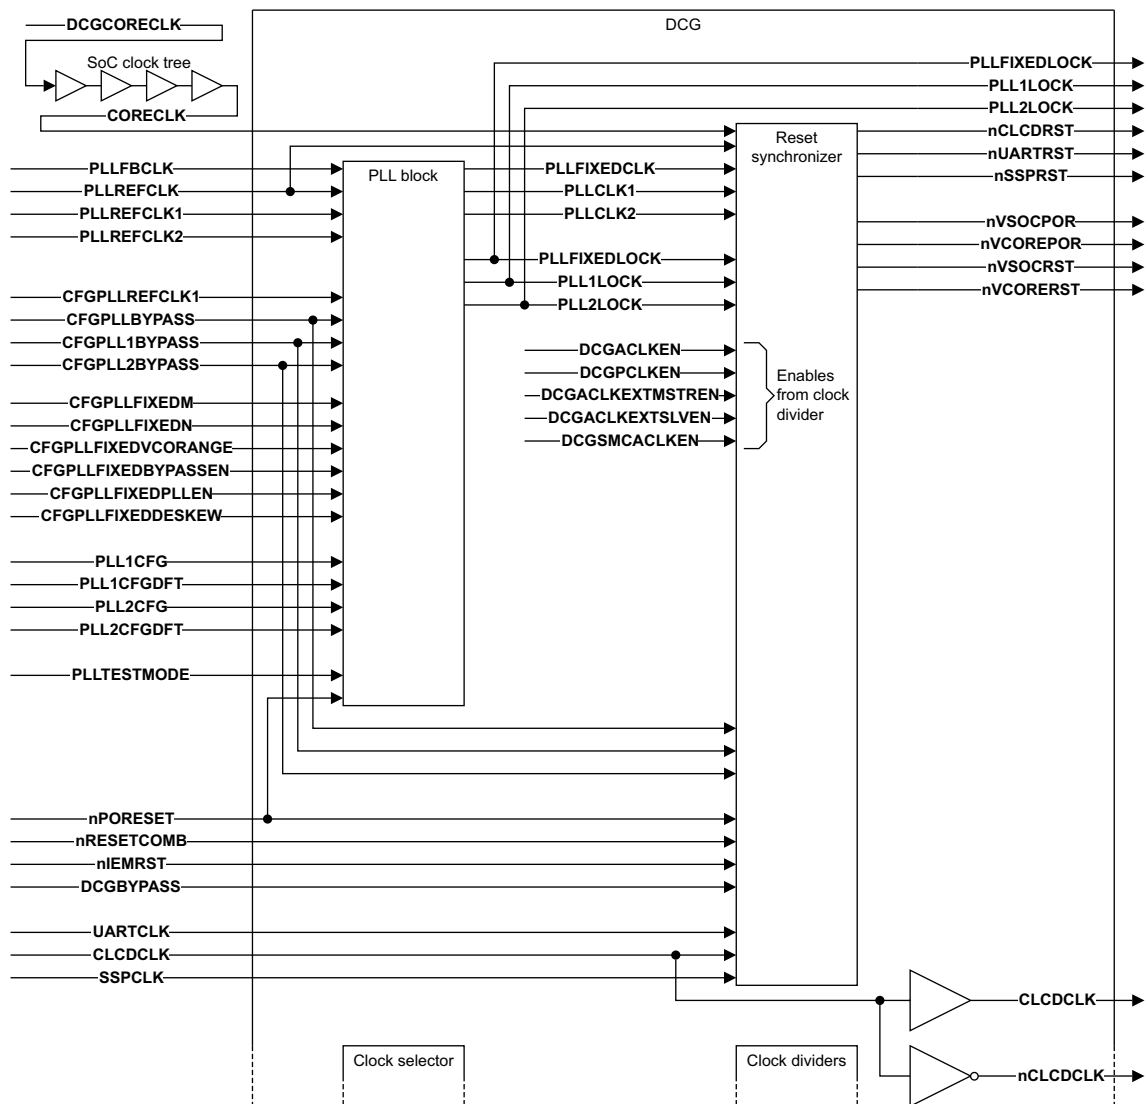 DCGCORECLK
DCG
SoC clock tree
CORECLK
PLLFIXEDLOCK
PLL1LOCK
PLL2LOCK
Reset
synchronizer
nCLCDRST
nUARTRST
nSSPRST
nVSOCPOR
nVCOREPOR
nVSOCRST
nVCORERST
PLLFBCLK
PLLREFCLK
PLLREFCLK1
PLLREFCLK2
PLL block
PLLFIXEDCLK
PLLCLK1
PLLCLK2
PLLFIXEDLOCK
PLL1LOCK
PLL2LOCK
CFGPLLREFCLK1
CFGPLLBYPASS
CFGPLL1BYPASS
CFGPLL2BYPASS
DCGACLKEN
DCGPCLKEN
DCGACLKEXTMSTREN
DCGACLKEXTSLVEN
DCGSMCACLKEN
Enables
from clock
divider
CFGPLLFIXEDM
CFGPLLFIXEDN
CFGPLLFIXEDVCORANGE
CFGPLLFIXEDBYPASSEN
CFGPLLFIXEDPLLEN
CFGPLLFIXEDDESKEW
PLL1CFG
PLL1CFGDFT
PLL2CFG
PLL2CFGDFT
PLLTESTMODE
nPORESET
nRESETCOMB
nIEMRST
DCGBYPASS
UARTCLK
CLCDCLK
SSPCLK
CLCDCLK
nCLCDCLK
Clock selector
Clock dividers